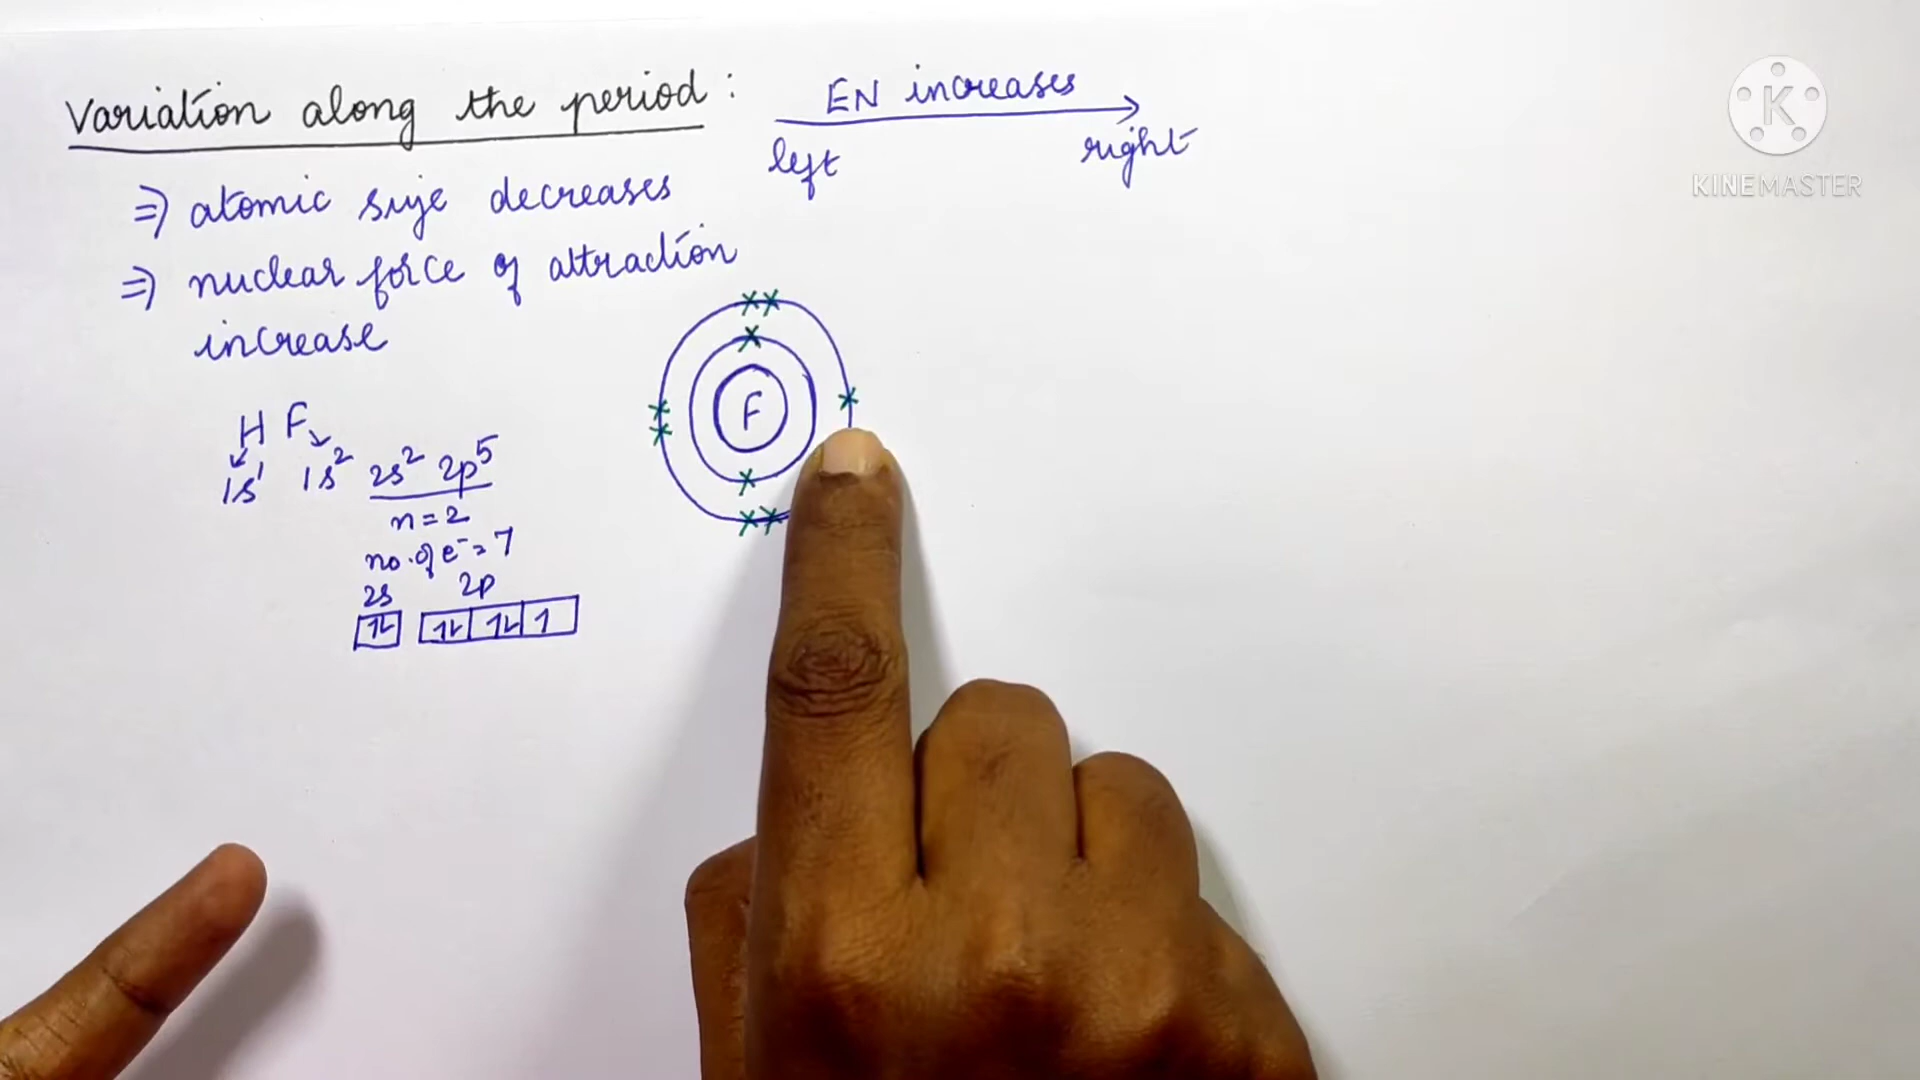 Variation along the period :
EN increases
left right
⇒ atomic size decreases
⇒ nuclear force of attraction
increase
H F
1s¹ 1s² 2s² 2p⁵
n = 2
no. of e⁻ = 7
2s 2p
F
K
KINEMASTER